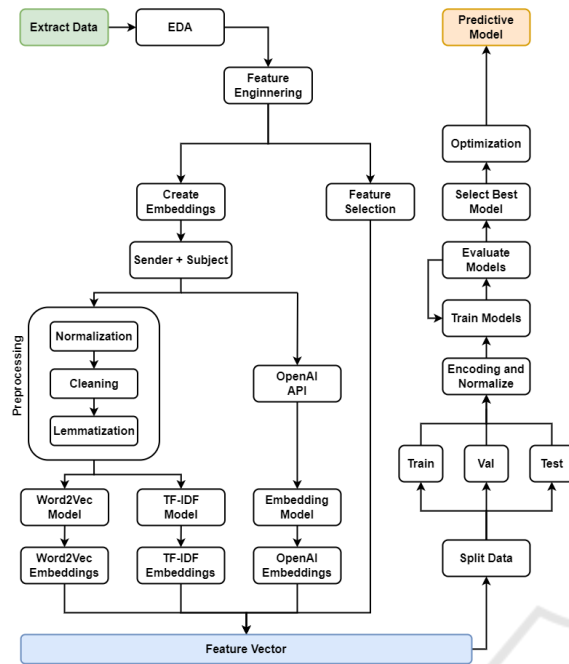 Extract Data
EDA
Feature
Enginnering
Create
Embeddings
Feature
Selection
Sender + Subject
Preprocessing
Normalization
Cleaning
Lemmatization
OpenAI
API
Word2Vec
Model
TF-IDF
Model
Embedding
Model
Word2Vec
Embeddings
TF-IDF
Embeddings
OpenAI
Embeddings
Feature Vector
Predictive
Model
Optimization
Select Best
Model
Evaluate
Models
Train Models
Encoding and
Normalize
Train
Val
Test
Split Data